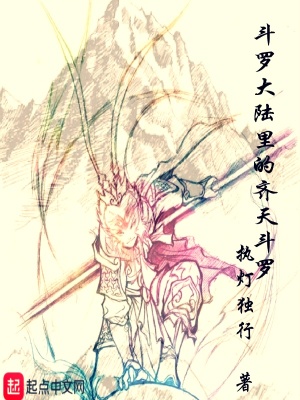 斗罗大陆里的齐天斗罗
执灯独行 著
起 起点中文网